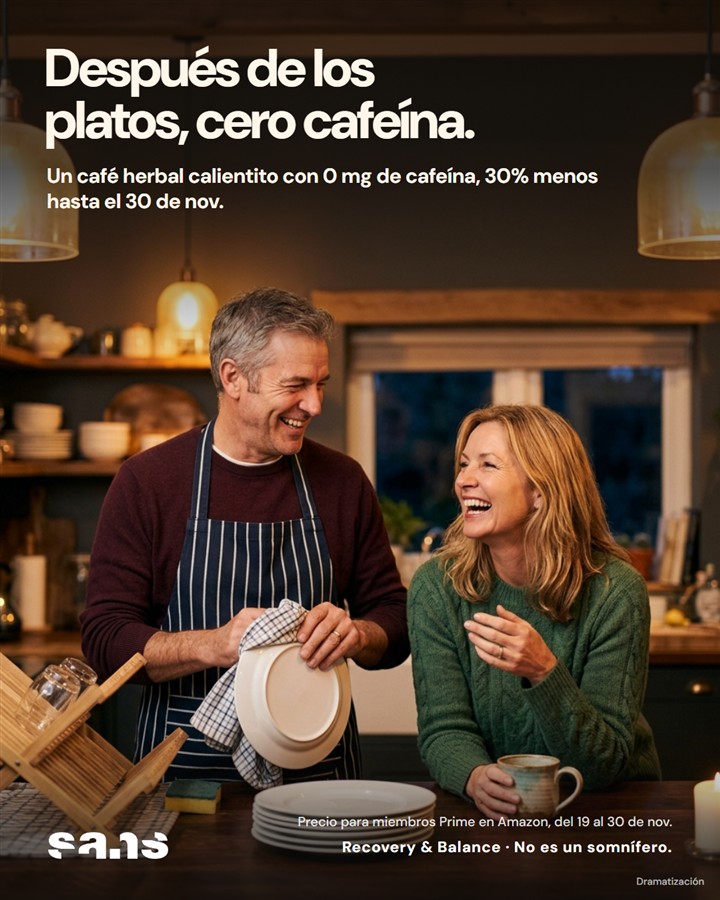 Después de los
platos, cero cafeína.
Un café herbal calientito con 0 mg de cafeína, 30% menos
hasta el 30 de nov.
Precio para miembros Prime en Amazon, del 19 al 30 de nov.
sans
Recovery & Balance · No es un somnífero.
Dramatización